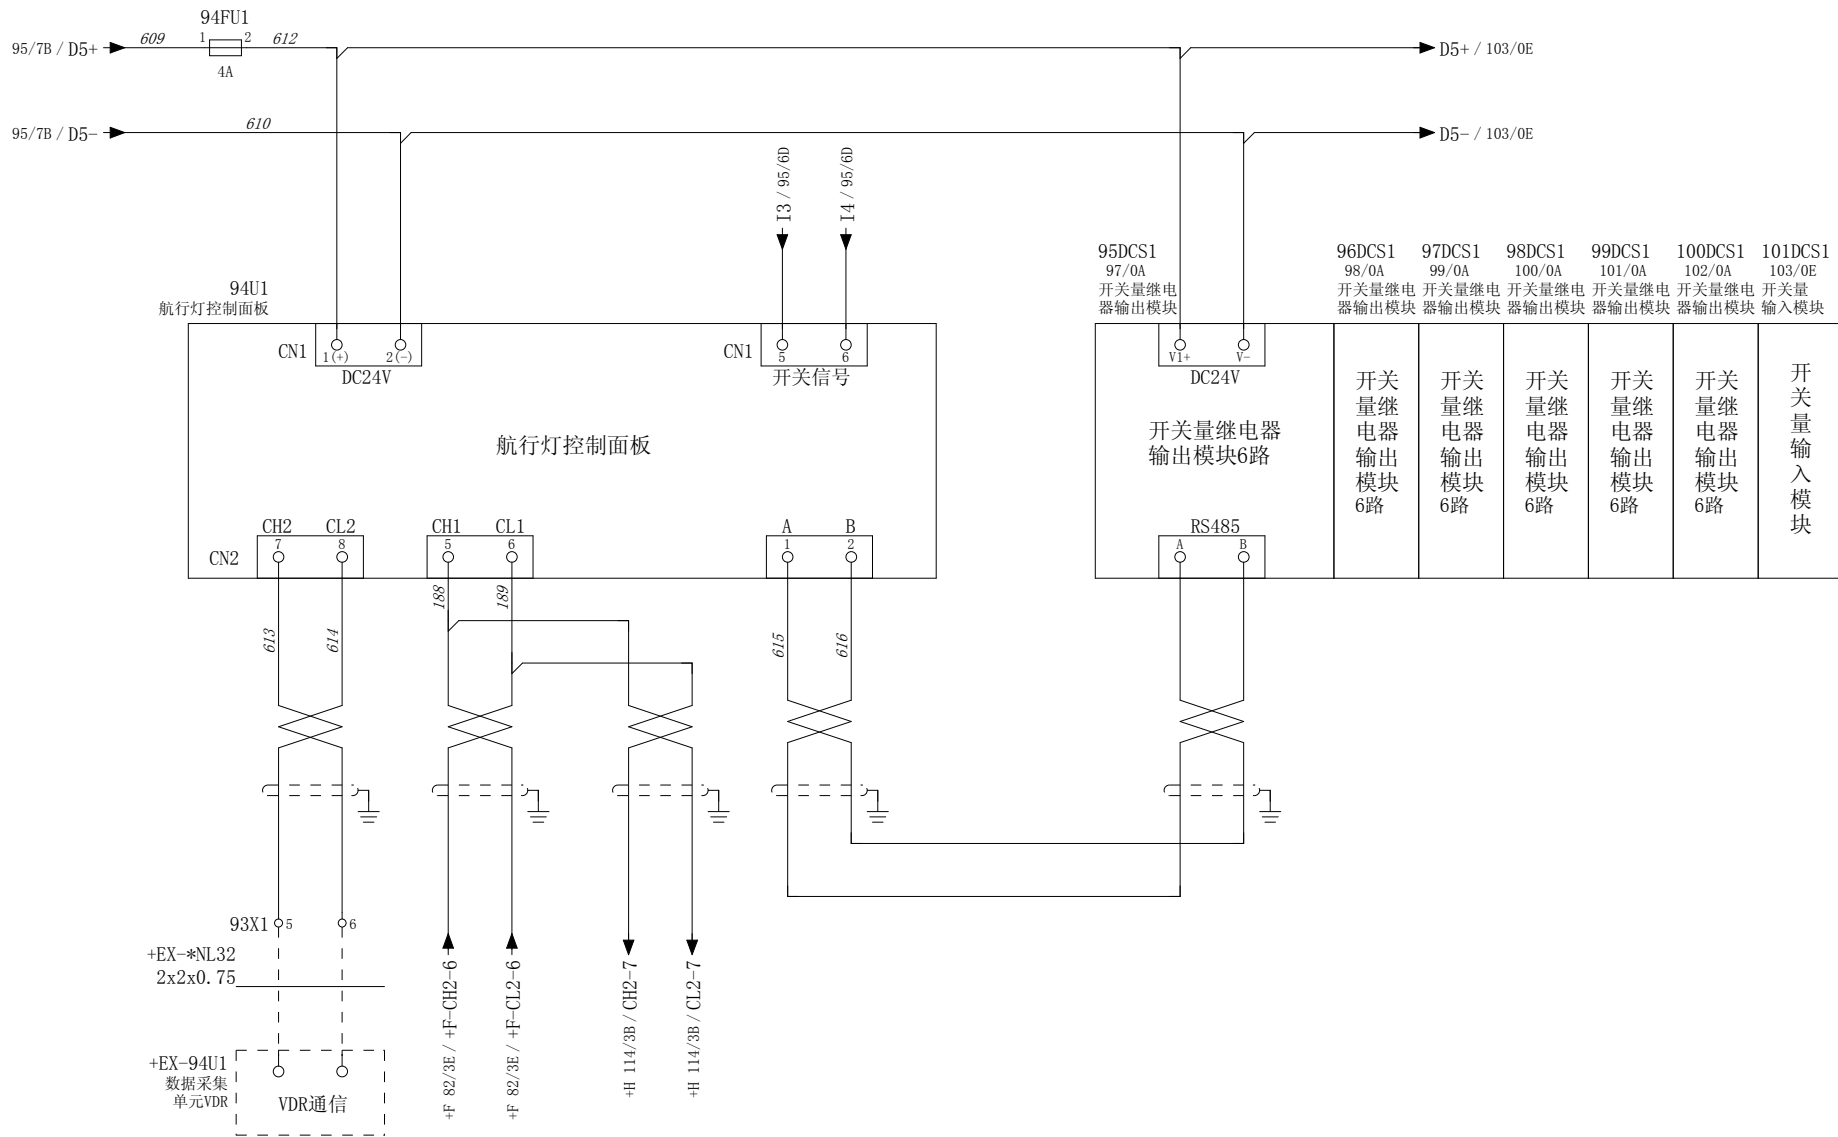 94FU1
1
2
609
612
95/7B / D5+
4A
D5+ / 103/0E
610
95/7B / D5-
D5- / 103/0E
I3 / 95/6D
I4 / 95/6D
95DCS1
97/0A
开关量继电
器输出模块
96DCS1
98/0A
开关量继电
器输出模块
97DCS1
99/0A
开关量继电
器输出模块
98DCS1
100/0A
开关量继电
器输出模块
99DCS1
101/0A
开关量继电
器输出模块
100DCS1
102/0A
开关量继电
器输出模块
101DCS1
103/0E
开关量
输入模块
94U1
航行灯控制面板
CN1
1(+)
2(-)
DC24V
CN1
5
6
开关信号
V1+
V-
DC24V
航行灯控制面板
开关量继电器
输出模块6路
开关
量继
电器
输出
模块
6路
开关
量继
电器
输出
模块
6路
开关
量继
电器
输出
模块
6路
开关
量继
电器
输出
模块
6路
开关
量继
电器
输出
模块
6路
开
关
量
输
入
模
块
CH2
CL2
CN2
7
8
CH1
CL1
5
6
A
B
1
2
RS485
A
B
613
614
188
189
615
616
93X1
5
6
+EX-*NL32
2x2x0.75
+F 82/3E / +F-CH2-6
+F 82/3E / +F-CL2-6
+H 114/3B / CH2-7
+H 114/3B / CL2-7
+EX-94U1
数据采集
单元VDR
VDR通信